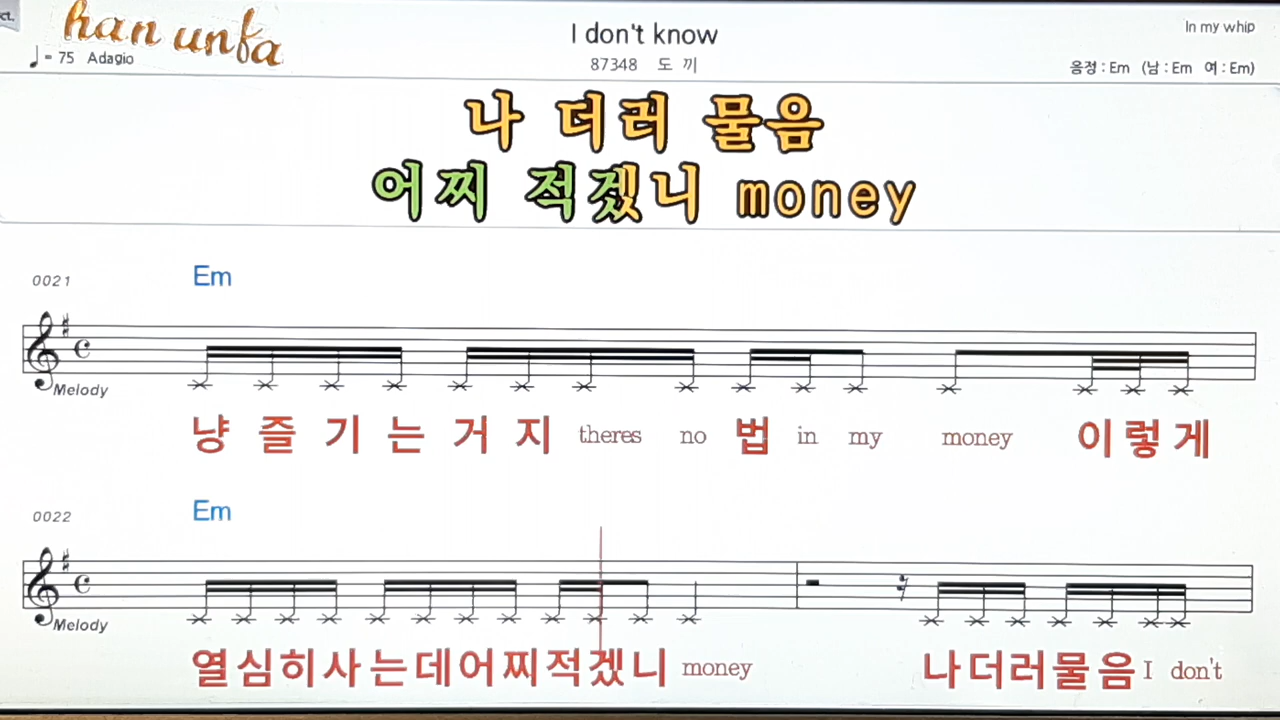 ct.
han unfa
I don't know
In my whip
♩ = 75 Adagio
87348 도 끼
음정 : Em (남 : Em 여 : Em)
나 더러 물음
어찌 적겠니 money
0021
Em
Melody
냥 즐 기 는 거 지 theres no 법 in my money 이 렇 게
0022
Em
Melody
열심히사는데어찌적겠니 money 나더러물음 I don't